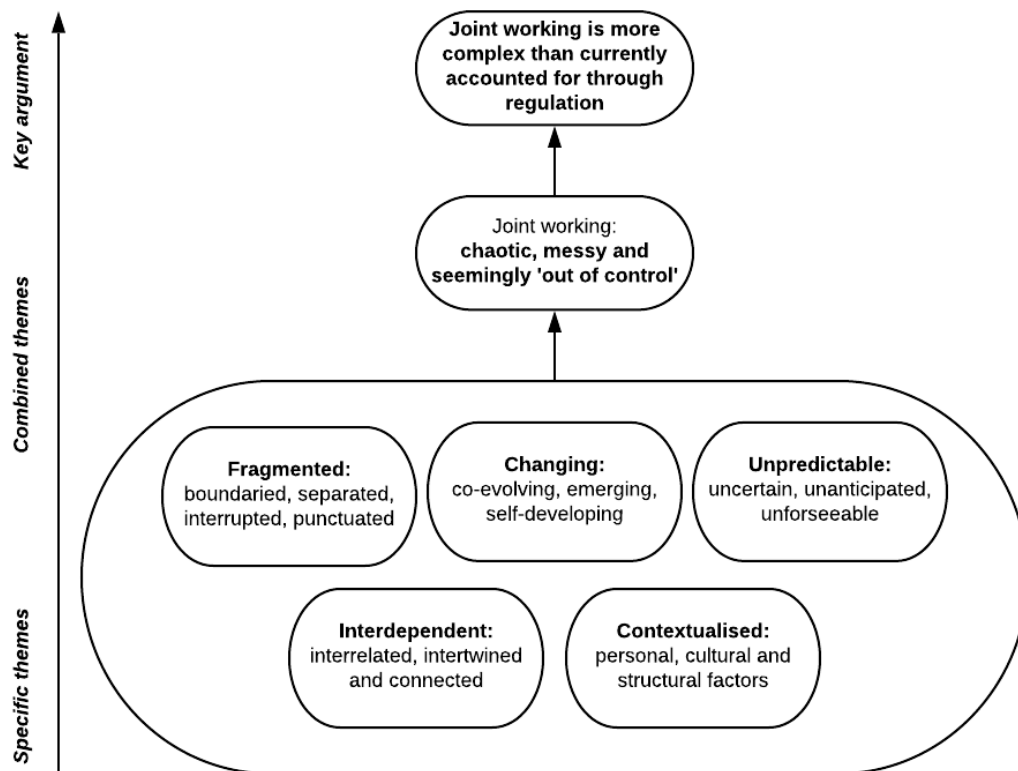 Key argument
Joint working is more
complex than currently
accounted for through
regulation
Combined themes
Joint working:
chaotic, messy and
seemingly 'out of control'
Specific themes
Fragmented:
boundaried, separated,
interrupted, punctuated
Changing:
co-evolving, emerging,
self-developing
Unpredictable:
uncertain, unanticipated,
unforseeable
Interdependent:
interrelated, intertwined
and connected
Contextualised:
personal, cultural and
structural factors